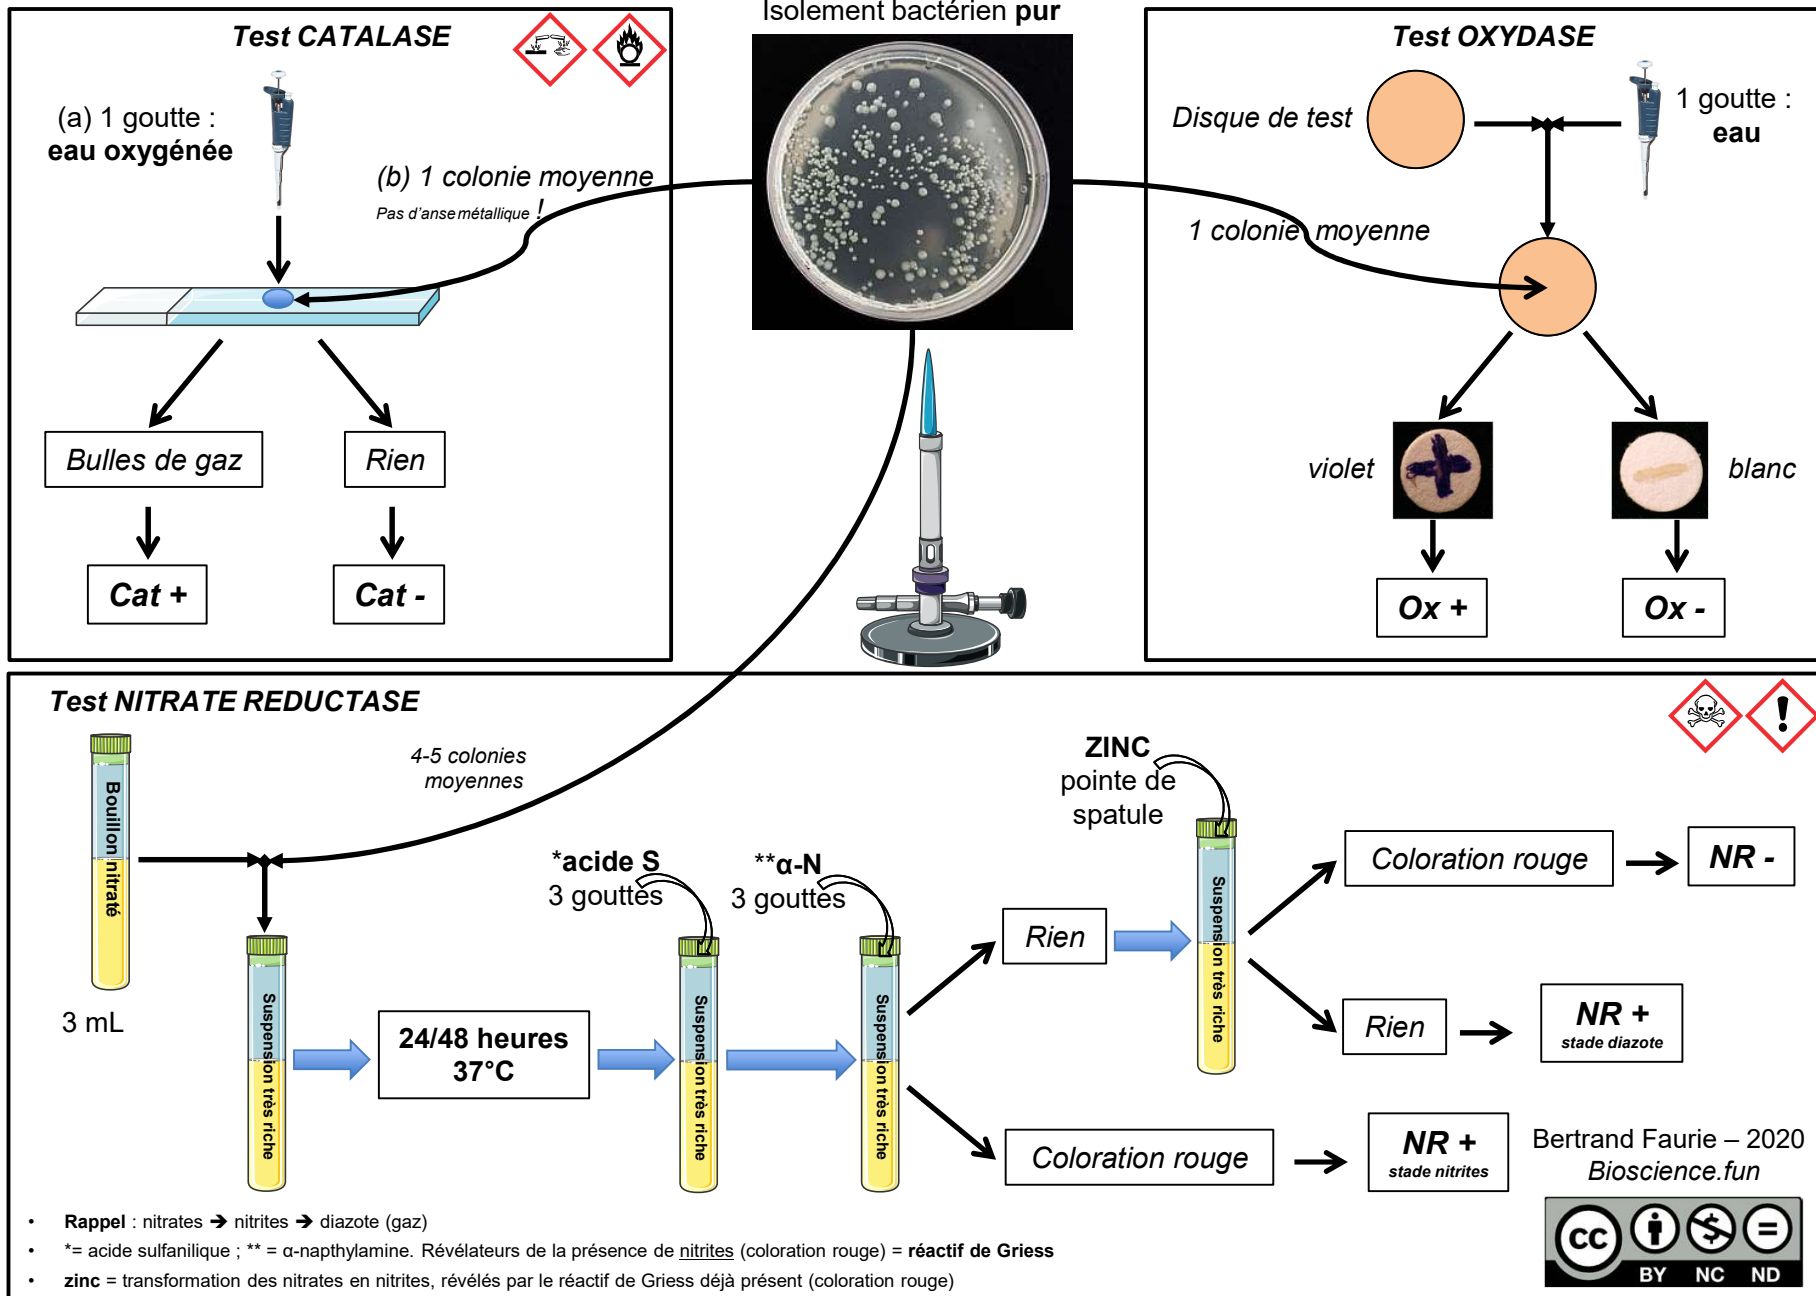 Isolement bactérien pur
Test CATALASE
(a) 1 goutte :
eau oxygénée
(b) 1 colonie moyenne
Pas d'anse métallique !
Bulles de gaz
Rien
Cat +
Cat -
Test OXYDASE
Disque de test
1 goutte :
eau
1 colonie moyenne
violet
blanc
Ox +
Ox -
Test NITRATE REDUCTASE
4-5 colonies
moyennes
Bouillon nitraté
3 mL
Suspension très riche
24/48 heures
37°C
*acide S
3 gouttes
Suspension très riche
**α-N
3 gouttes
Suspension très riche
Rien
ZINC
pointe de
spatule
Suspension très riche
Coloration rouge
NR -
Rien
NR +
stade diazote
Coloration rouge
NR +
stade nitrites
Bertrand Faurie – 2020
Bioscience.fun
CC BY NC ND
• Rappel : nitrates ➔ nitrites ➔ diazote (gaz)
• *= acide sulfanilique ; ** = α-napthylamine. Révélateurs de la présence de nitrites (coloration rouge) = réactif de Griess
• zinc = transformation des nitrates en nitrites, révélés par le réactif de Griess déjà présent (coloration rouge)